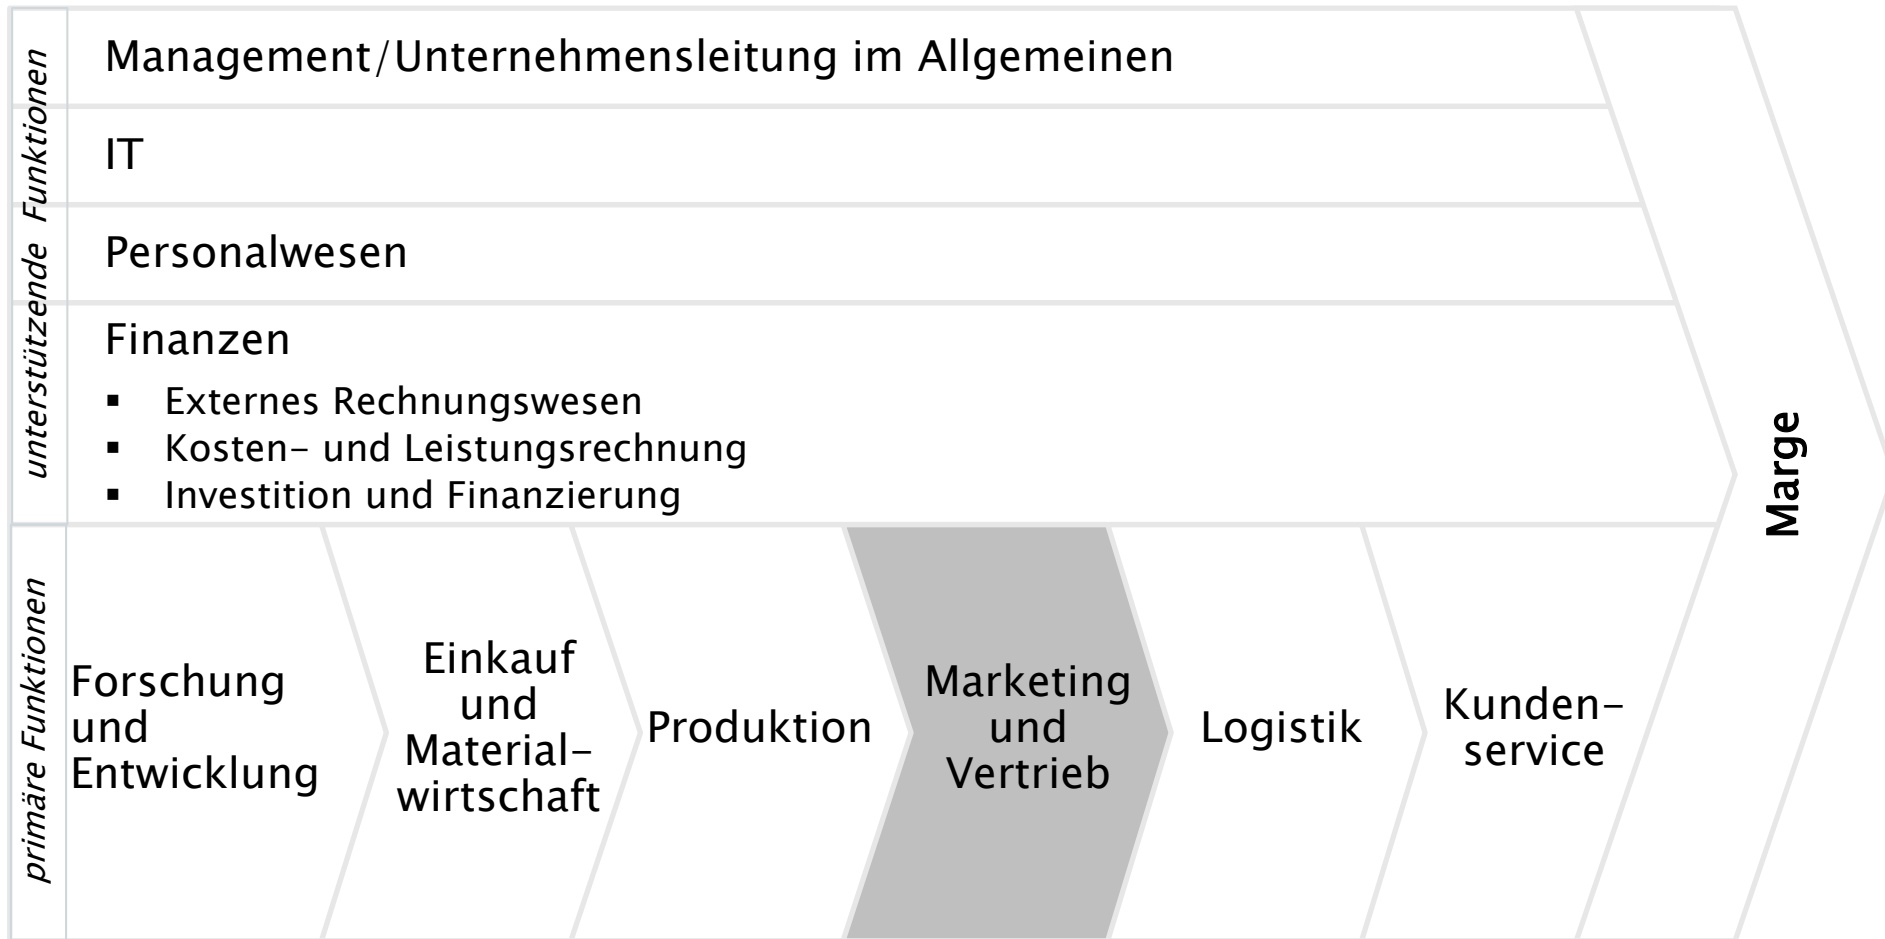 unterstützende Funktionen
Management/Unternehmensleitung im Allgemeinen
IT
Personalwesen
Finanzen
▪ Externes Rechnungswesen
▪ Kosten- und Leistungsrechnung
▪ Investition und Finanzierung
Marge
primäre Funktionen
Forschung
und
Entwicklung
Einkauf
und
Material-
wirtschaft
Produktion
Marketing
und
Vertrieb
Logistik
Kunden-
service